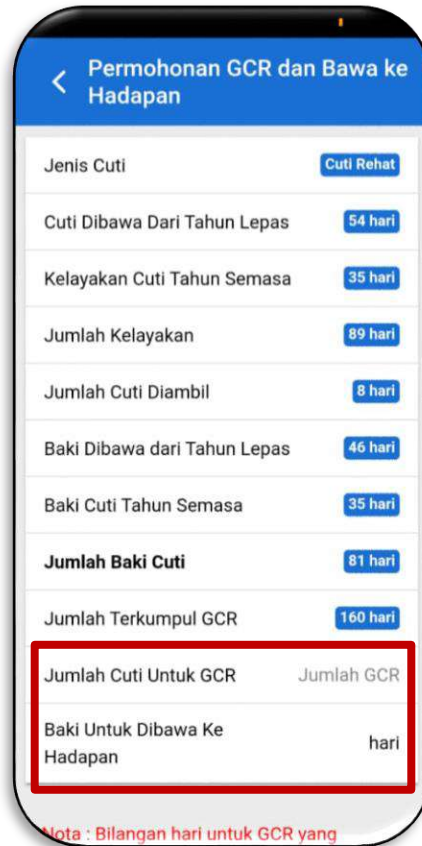 Permohonan GCR dan Bawa ke
Hadapan
Jenis Cuti Cuti Rehat
Cuti Dibawa Dari Tahun Lepas 54 hari
Kelayakan Cuti Tahun Semasa 35 hari
Jumlah Kelayakan 89 hari
Jumlah Cuti Diambil 8 hari
Baki Dibawa dari Tahun Lepas 46 hari
Baki Cuti Tahun Semasa 35 hari
Jumlah Baki Cuti 81 hari
Jumlah Terkumpul GCR 160 hari
Jumlah Cuti Untuk GCR Jumlah GCR
Baki Untuk Dibawa Ke
Hadapan hari
Nota : Bilangan hari untuk GCR yang